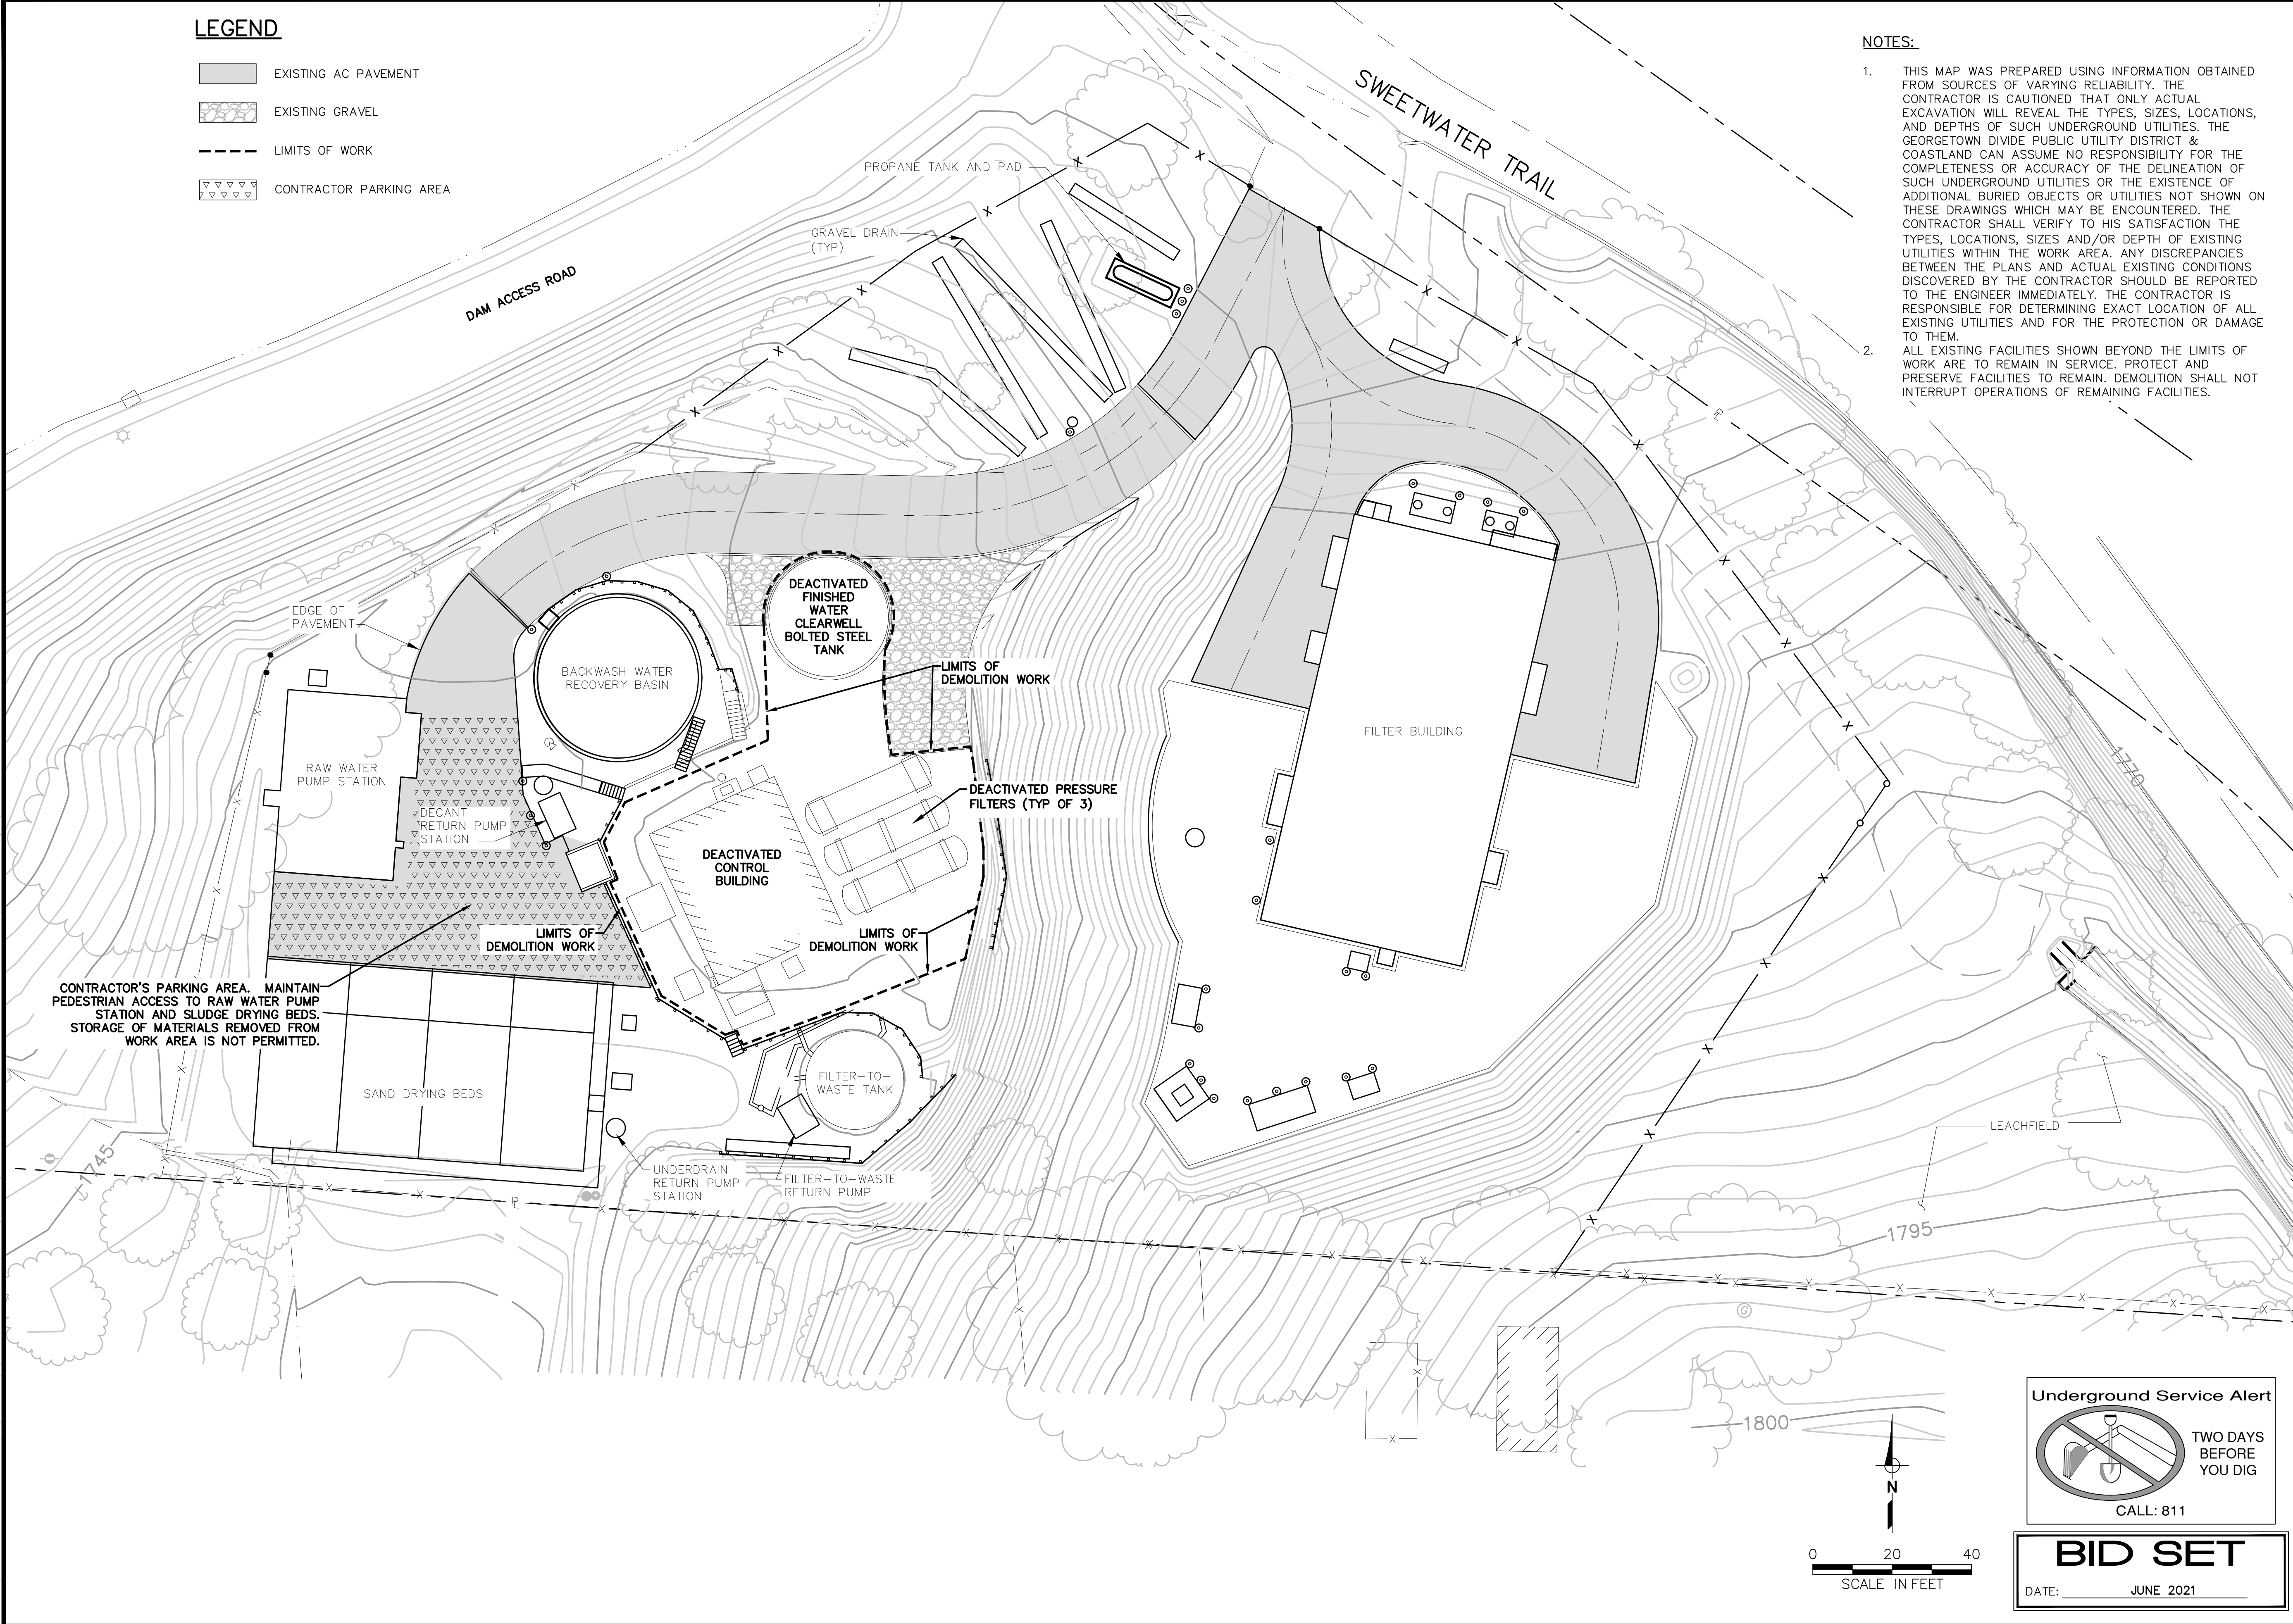 LEGEND
EXISTING AC PAVEMENT
EXISTING GRAVEL
LIMITS OF WORK
CONTRACTOR PARKING AREA
DAM ACCESS ROAD
SWEETWATER TRAIL
PROPANE TANK AND PAD
GRAVEL DRAIN
(TYP)
NOTES:
1. THIS MAP WAS PREPARED USING INFORMATION OBTAINED
FROM SOURCES OF VARYING RELIABILITY. THE
CONTRACTOR IS CAUTIONED THAT ONLY ACTUAL
EXCAVATION WILL REVEAL THE TYPES, SIZES, LOCATIONS,
AND DEPTHS OF SUCH UNDERGROUND UTILITIES. THE
GEORGETOWN DIVIDE PUBLIC UTILITY DISTRICT &
COASTLAND CAN ASSUME NO RESPONSIBILITY FOR THE
COMPLETENESS OR ACCURACY OF THE DELINEATION OF
SUCH UNDERGROUND UTILITIES OR THE EXISTENCE OF
ADDITIONAL BURIED OBJECTS OR UTILITIES NOT SHOWN ON
THESE DRAWINGS WHICH MAY BE ENCOUNTERED. THE
CONTRACTOR SHALL VERIFY TO HIS SATISFACTION THE
TYPES, LOCATIONS, SIZES AND/OR DEPTH OF EXISTING
UTILITIES WITHIN THE WORK AREA. ANY DISCREPANCIES
BETWEEN THE PLANS AND ACTUAL EXISTING CONDITIONS
DISCOVERED BY THE CONTRACTOR SHOULD BE REPORTED
TO THE ENGINEER IMMEDIATELY. THE CONTRACTOR IS
RESPONSIBLE FOR DETERMINING EXACT LOCATION OF ALL
EXISTING UTILITIES AND FOR THE PROTECTION OR DAMAGE
TO THEM.
2. ALL EXISTING FACILITIES SHOWN BEYOND THE LIMITS OF
WORK ARE TO REMAIN IN SERVICE. PROTECT AND
PRESERVE FACILITIES TO REMAIN. DEMOLITION SHALL NOT
INTERRUPT OPERATIONS OF REMAINING FACILITIES.
EDGE OF
PAVEMENT
BACKWASH WATER
RECOVERY BASIN
DEACTIVATED
FINISHED
WATER
CLEARWELL
BOLTED STEEL
TANK
LIMITS OF
DEMOLITION WORK
RAW WATER
PUMP STATION
DECANT
RETURN PUMP
STATION
DEACTIVATED PRESSURE
FILTERS (TYP OF 3)
DEACTIVATED
CONTROL
BUILDING
FILTER BUILDING
LIMITS OF
DEMOLITION WORK
LIMITS OF
DEMOLITION WORK
CONTRACTOR'S PARKING AREA. MAINTAIN
PEDESTRIAN ACCESS TO RAW WATER PUMP
STATION AND SLUDGE DRYING BEDS.
STORAGE OF MATERIALS REMOVED FROM
WORK AREA IS NOT PERMITTED.
SAND DRYING BEDS
FILTER-TO-
WASTE TANK
UNDERDRAIN
RETURN PUMP
STATION
FILTER-TO-WASTE
RETURN PUMP
LEACHFIELD
1745
1770
1795
1800
G
N
0 20 40
SCALE IN FEET
Underground Service Alert
TWO DAYS
BEFORE
YOU DIG
CALL: 811
BID SET
DATE: JUNE 2021